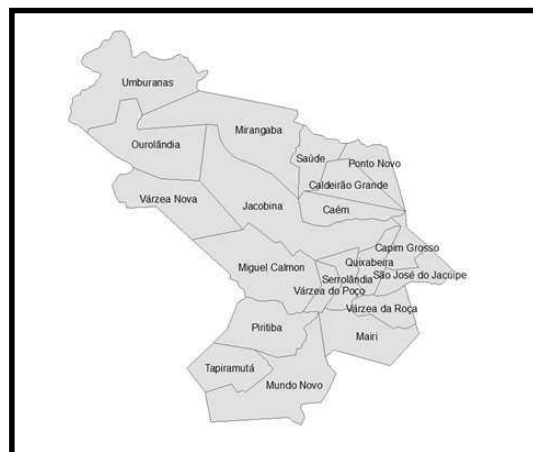 Umburanas
Mirangaba
Ourolândia
Saúde
Ponto Novo
Caldeirão Grande
Várzea Nova
Jacobina
Caém
Capim Grosso
Quixabeira
Miguel Calmon
São José do Jacuípe
Serrolândia
Várzea do Poço
Várzea da Roça
Piritiba
Mairi
Tapiramutá
Mundo Novo